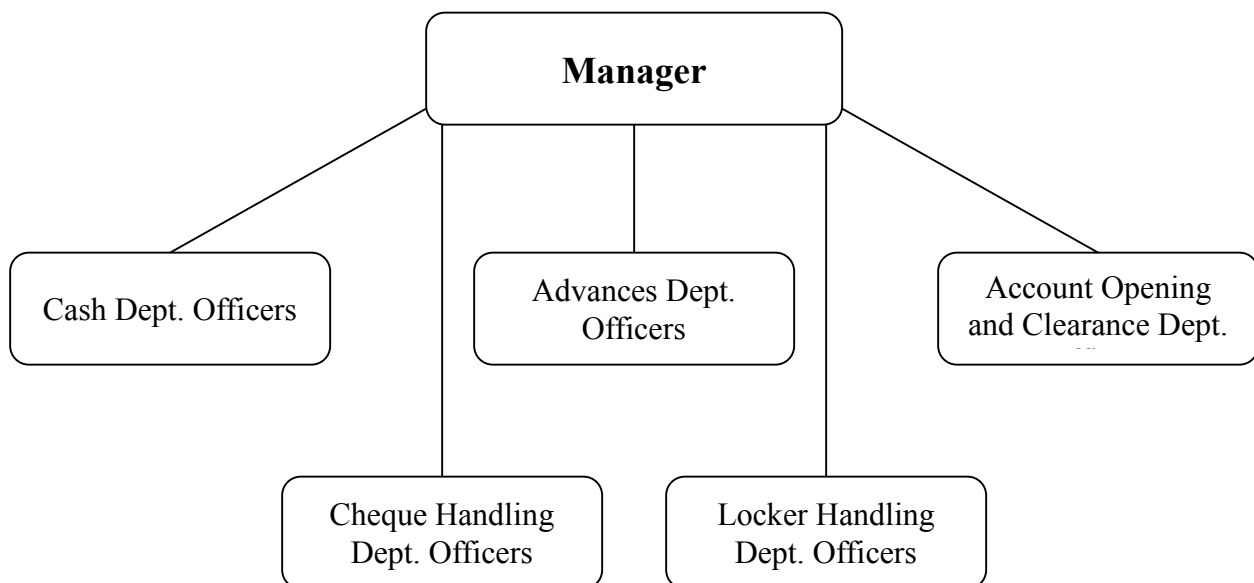 Manager
Cash Dept. Officers
Advances Dept.
Officers
Account Opening
and Clearance Dept.
Cheque Handling
Dept. Officers
Locker Handling
Dept. Officers